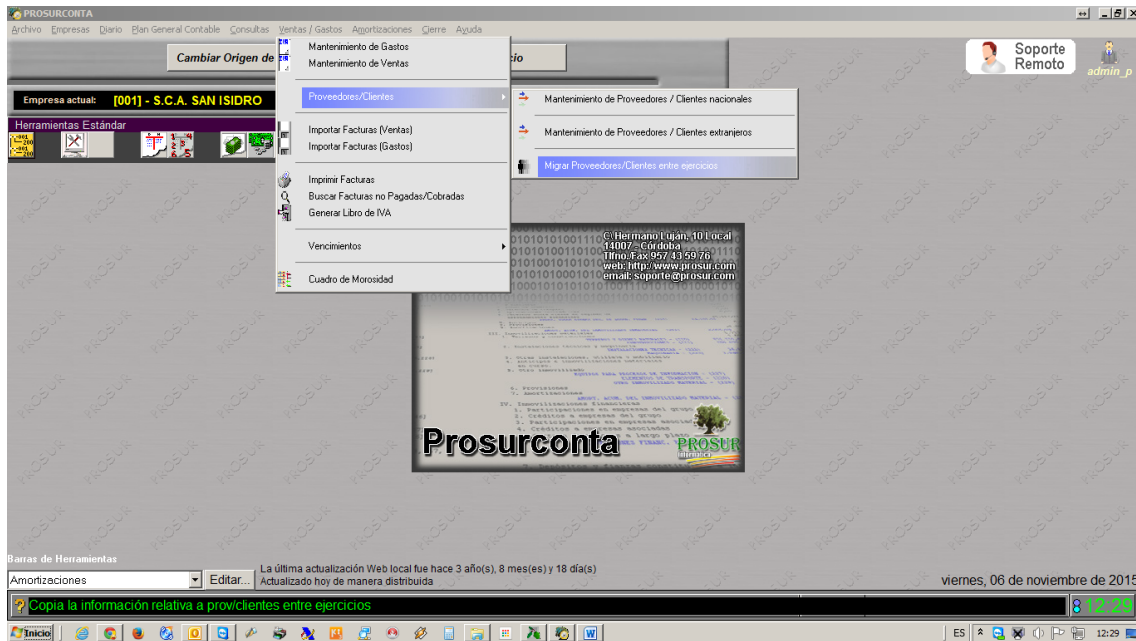 PROSURCONTA
Archivo Empresas Diario Plan General Contable Consultas Ventas / Gastos Amortizaciones Cierre Ayuda
Cambiar Origen de
cio
Soporte
Remoto
admin_p
Empresa actual: [001] - S.C.A. SAN ISIDRO
Herramientas Estándar
Mantenimiento de Gastos
Mantenimiento de Ventas
Proveedores/Clientes
Importar Facturas (Ventas)
Importar Facturas (Gastos)
Imprimir Facturas
Buscar Facturas no Pagadas/Cobradas
Generar Libro de IVA
Vencimientos
Cuadro de Morosidad
Mantenimiento de Proveedores / Clientes nacionales
Mantenimiento de Proveedores / Clientes extranjeros
Migrar Proveedores/Clientes entre ejercicios
C\ Hermano Luján, 10 Local
14007 - Córdoba
Tlfno./Fax 957 43 59 76
web: http://www.prosur.com
email: soporte@prosur.com
Prosurconta
PROSUR
informática
Barras de Herramientas
Amortizaciones
Editar...
La última actualización Web local fue hace 3 año(s), 8 mes(es) y 18 día(s)
Actualizado hoy de manera distribuida
viernes, 06 de noviembre de 2015
Copia la información relativa a prov/clientes entre ejercicios
12:29
Inicio
ES
12:29